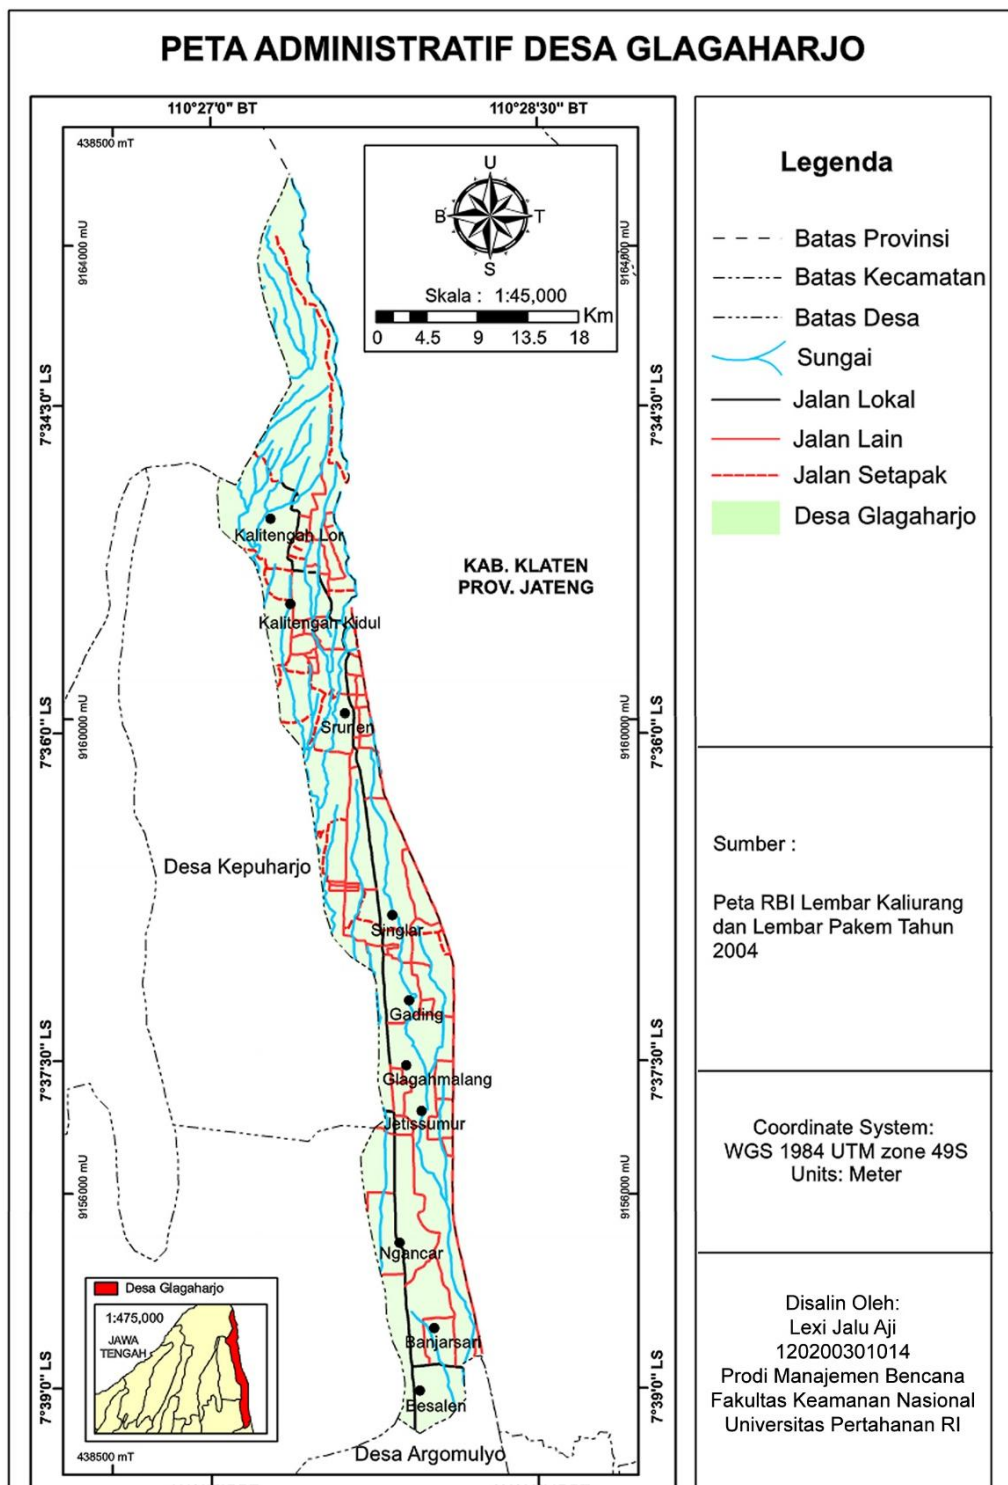 PETA ADMINISTRATIF DESA GLAGAHARJO
110°27'0" BT
110°28'30" BT
438500 mT
U
B
T
S
Skala : 1:45,000
Km
0 4.5 9 13.5 18
9164000 mU
9164000 mU
7°34'30" LS
7°34'30" LS
Kalitengah Lor
KAB. KLATEN
PROV. JATENG
Kalitengah Kidul
Srunen
7°36'0" LS
9160000 mU
9160000 mU
7°36'0" LS
Desa Kepuharjo
Singlar
Gading
7°37'30" LS
7°37'30" LS
Glagahmalang
Jetissumur
9156000 mU
9156000 mU
Ngancar
Banjarsari
7°39'0" LS
7°39'0" LS
Besalen
Desa Argomulyo
Desa Glagaharjo
1:475,000
JAWA
TENGAH
438500 mT
Legenda
Batas Provinsi
Batas Kecamatan
Batas Desa
Sungai
Jalan Lokal
Jalan Lain
Jalan Setapak
Desa Glagaharjo
Sumber :
Peta RBI Lembar Kaliurang
dan Lembar Pakem Tahun
2004
Coordinate System:
WGS 1984 UTM zone 49S
Units: Meter
Disalin Oleh:
Lexi Jalu Aji
120200301014
Prodi Manajemen Bencana
Fakultas Keamanan Nasional
Universitas Pertahanan RI